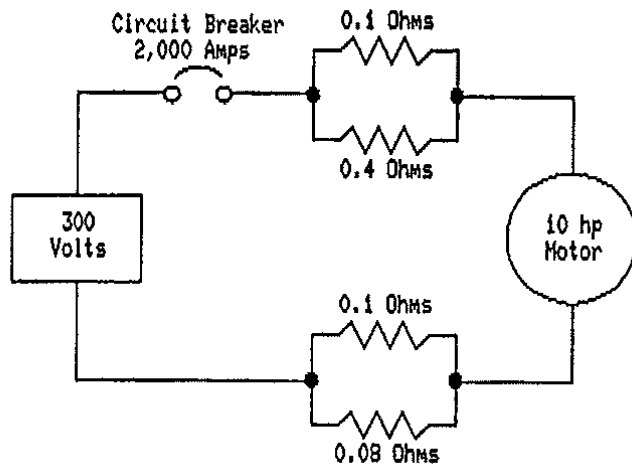 Circuit Breaker
2,000 Amps
0.1 Ohms
0.4 Ohms
300
Volts
10 hp
Motor
0.1 Ohms
0.08 Ohms